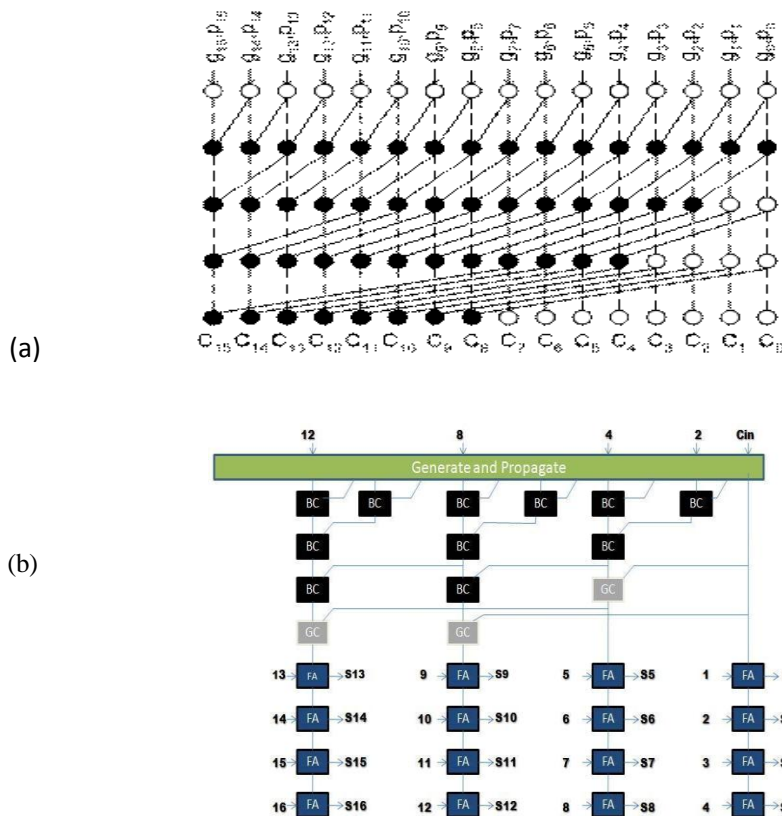 (a)
C₁₅ C₁₄ C₁₃ C₁₂ C₁₁ C₁₀ C₉ C₈ C₇ C₆ C₅ C₄ C₃ C₂ C₁ C₀
12 8 4 2 Cin
Generate and Propagate
BC BC BC BC BC BC
BC BC BC
(b)
BC BC GC
GC GC
13 FA S13 9 FA S9 5 FA S5 1 FA
14 FA S14 10 FA S10 6 FA S6 2 FA
15 FA S15 11 FA S11 7 FA S7 3 FA
16 FA S16 12 FA S12 8 FA S8 4 FA